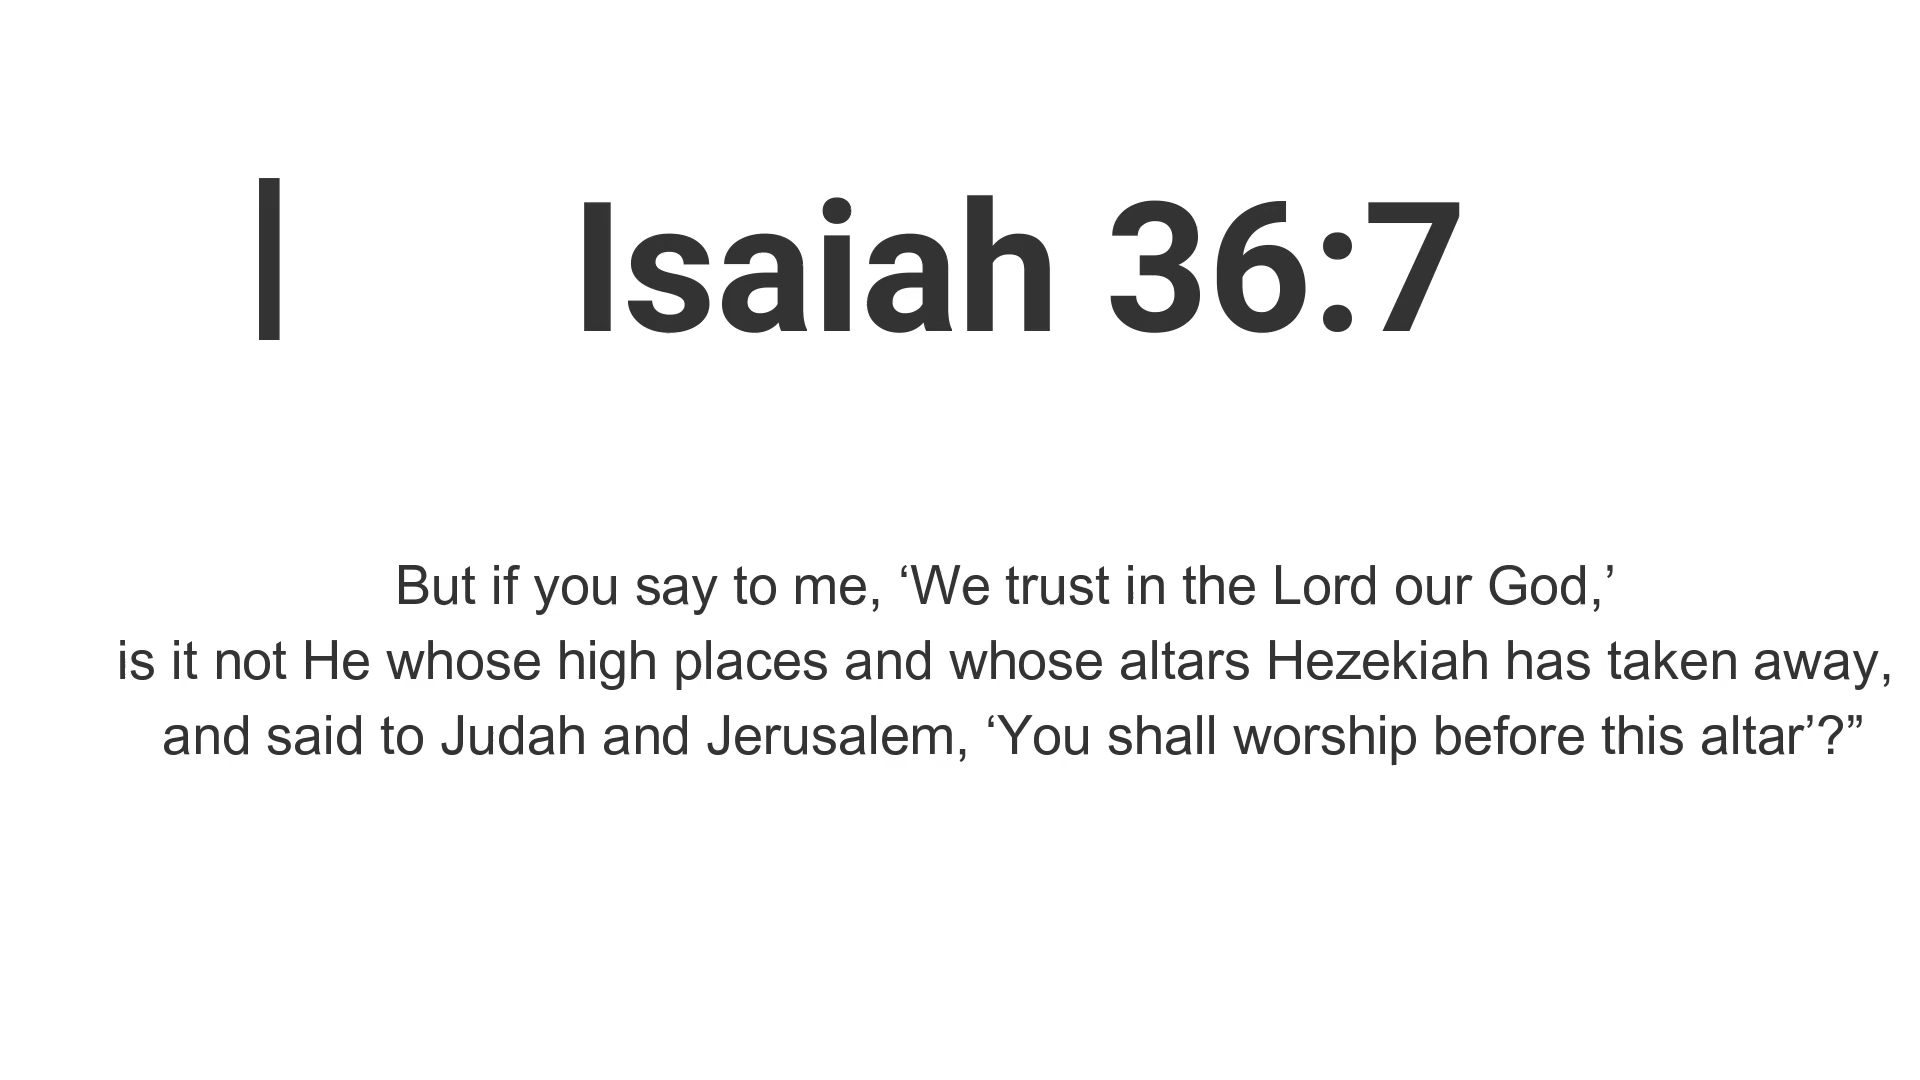 Isaiah 36:7
But if you say to me, ‘We trust in the Lord our God,’
is it not He whose high places and whose altars Hezekiah has taken away,
and said to Judah and Jerusalem, ‘You shall worship before this altar’?”